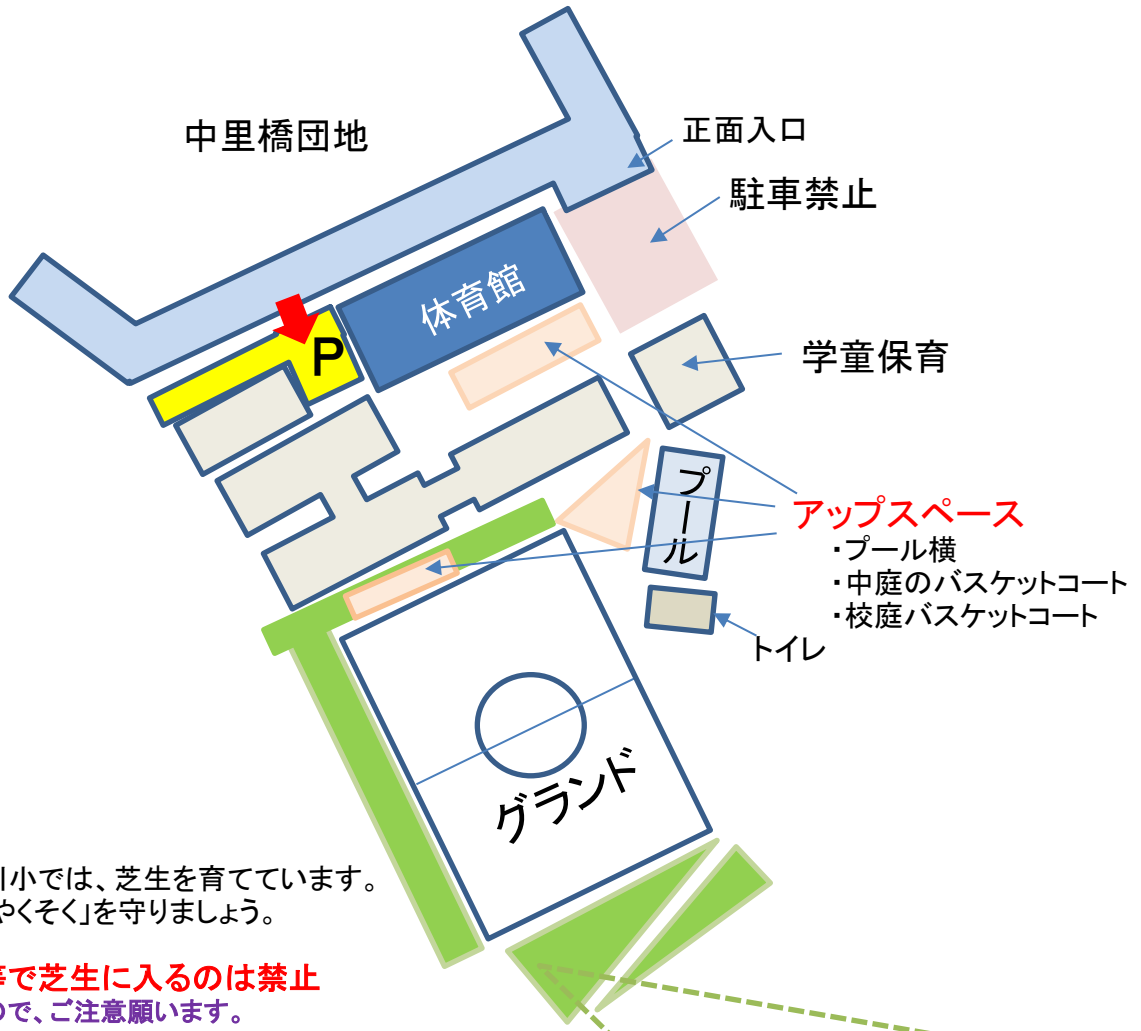 中里橋団地
正面入口
駐車禁止
体育館
P
学童保育
プール
アップスペース
・プール横
・中庭のバスケットコート
・校庭バスケットコート
トイレ
グランド
小では、芝生を育てています。
やくそく」を守りましょう。
等で芝生に入るのは禁止
ので、ご注意願います。